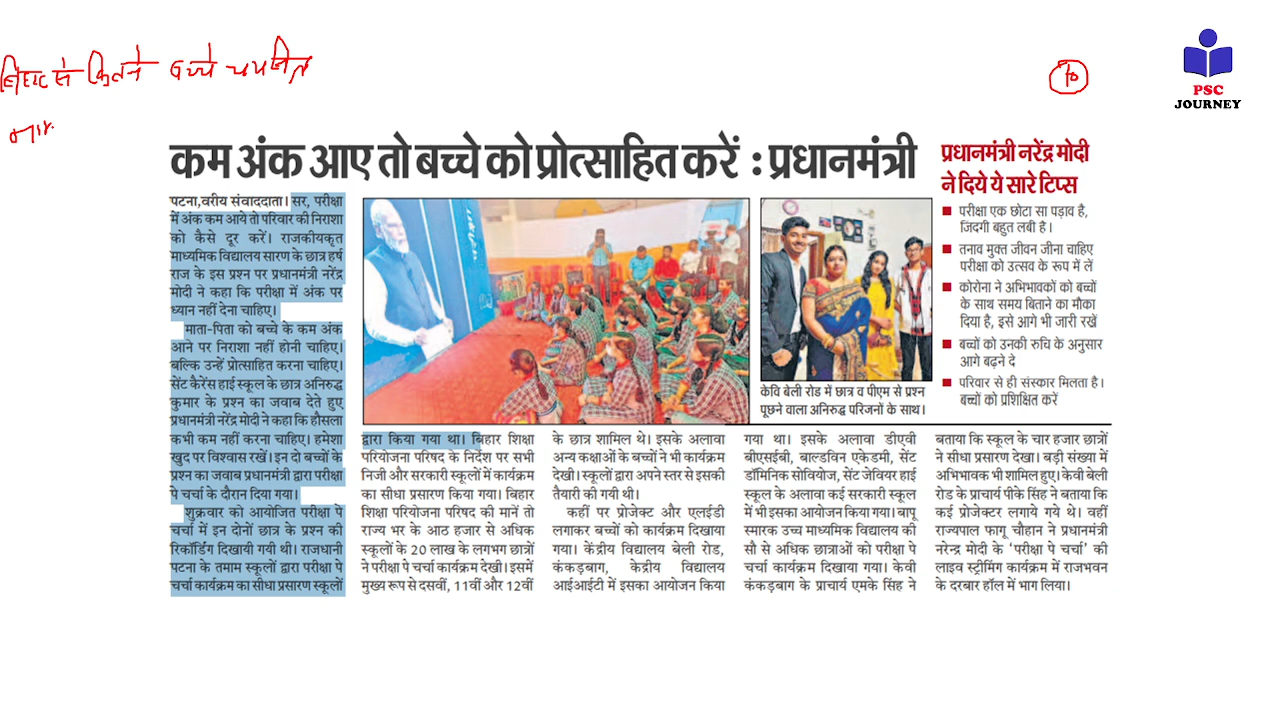 बिहार से कितने बच्चे चयनित
10
PSC
JOURNEY
कम अंक आए तो बच्चे को प्रोत्साहित करें : प्रधानमंत्री
पटना,वरीय संवाददाता। सर, परीक्षा
में अंक कम आये तो परिवार की निराशा
को कैसे दूर करें। राजकीयकृत
माध्यमिक विद्यालय सारण के छात्र हर्ष
राज के इस प्रश्न पर प्रधानमंत्री नरेंद्र
मोदी ने कहा कि परीक्षा में अंक पर
ध्यान नहीं देना चाहिए।
माता-पिता को बच्चे के कम अंक
आने पर निराशा नहीं होनी चाहिए।
बल्कि उन्हें प्रोत्साहित करना चाहिए।
सेंट कैरेंस हाई स्कूल के छात्र अनिरुद्ध
कुमार के प्रश्न का जवाब देते हुए
प्रधानमंत्री नरेंद्र मोदी ने कहा कि हौसला
कभी कम नहीं करना चाहिए। हमेशा
खुद पर विश्वास रखें। इन दो बच्चों के
प्रश्न का जवाब प्रधानमंत्री द्वारा परीक्षा
पे चर्चा के दौरान दिया गया।
शुक्रवार को आयोजित परीक्षा पे
चर्चा में इन दोनों छात्र के प्रश्न की
रिकॉर्डिंग दिखायी गयी थी। राजधानी
पटना के तमाम स्कूलों द्वारा परीक्षा पे
चर्चा कार्यक्रम का सीधा प्रसारण स्कूलों
द्वारा किया गया था। बिहार शिक्षा
परियोजना परिषद के निर्देश पर सभी
निजी और सरकारी स्कूलों में कार्यक्रम
का सीधा प्रसारण किया गया। बिहार
शिक्षा परियोजना परिषद की मानें तो
राज्य भर के आठ हजार से अधिक
स्कूलों के 20 लाख के लगभग छात्रों
ने परीक्षा पे चर्चा कार्यक्रम देखी। इसमें
मुख्य रूप से दसवीं, 11वीं और 12वीं
के छात्र शामिल थे। इसके अलावा
अन्य कक्षाओं के बच्चों ने भी कार्यक्रम
देखी। स्कूलों द्वारा अपने स्तर से इसकी
तैयारी की गयी थी।
कहीं पर प्रोजेक्ट और एलईडी
लगाकर बच्चों को कार्यक्रम दिखाया
गया। केंद्रीय विद्यालय बेली रोड,
कंकड़बाग, केद्रीय विद्यालय
आईआईटी में इसका आयोजन किया
गया था। इसके अलावा डीएवी
बीएसईबी, बाल्डविन एकेडमी, सेंट
डॉमिनिक सोवियोज, सेंट जेवियर हाई
स्कूल के अलावा कई सरकारी स्कूल
में भी इसका आयोजन किया गया। बापू
स्मारक उच्च माध्यमिक विद्यालय की
सौ से अधिक छात्राओं को परीक्षा पे
चर्चा कार्यक्रम दिखाया गया। केवी
कंकड़बाग के प्राचार्य एमके सिंह ने
बताया कि स्कूल के चार हजार छात्रों
ने सीधा प्रसारण देखा। बड़ी संख्या में
अभिभावक भी शामिल हुए। केवी बेली
रोड के प्राचार्य पीके सिंह ने बताया कि
कई प्रोजेक्टर लगाये गये थे। वहीं
राज्यपाल फागू चौहान ने प्रधानमंत्री
नरेन्द्र मोदी के ‘परीक्षा पे चर्चा’ की
लाइव स्ट्रीमिंग कार्यक्रम में राजभवन
के दरबार हॉल में भाग लिया।
केवि बेली रोड में छात्र व पीएम से प्रश्न
पूछने वाला अनिरुद्ध परिजनों के साथ।
प्रधानमंत्री नरेंद्र मोदी
ने दिये ये सारे टिप्स
परीक्षा एक छोटा सा पड़ाव है,
जिदगी बहुत लबी है।
तनाव मुक्त जीवन जीना चाहिए
परीक्षा को उत्सव के रूप में लें
कोरोना ने अभिभावकों को बच्चों
के साथ समय बिताने का मौका
दिया है, इसे आगे भी जारी रखें
बच्चों को उनकी रुचि के अनुसार
आगे बढ़ने दे
परिवार से ही संस्कार मिलता है।
बच्चों को प्रशिक्षित करें